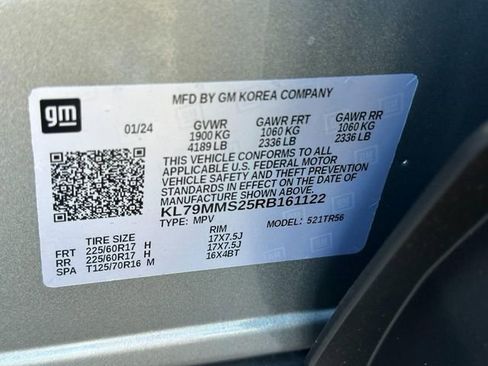 gm
MFD BY GM KOREA COMPANY
01/24 GVWR GAWR FRT GAWR RR
1900 KG 1060 KG 1060 KG
4189 LB 2336 LB 2336 LB
THIS VEHICLE CONFORMS TO ALL
APPLICABLE U.S. FEDERAL MOTOR
VEHICLE SAFETY AND THEFT PREVENTION
STANDARDS IN EFFECT ON THE DATE OF
MANUFACTURE SHOWN ABOVE.
KL79MMS25RB161122
TYPE: MPV MODEL: 521TR56
TIRE SIZE RIM
FRT 225/60R17 H 17X7.5J
RR 225/60R17 H 17X7.5J
SPA T125/70R16 M 16X4BT